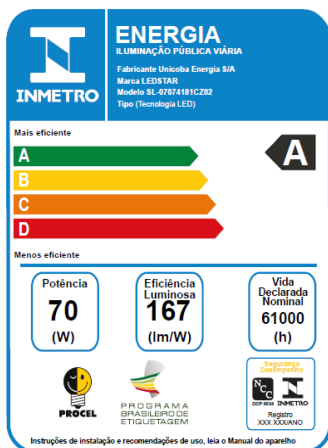 INMETRO
ENERGIA
ILUMINAÇÃO PÚBLICA VIÁRIA
Fabricante Unicoba Energia S/A
Marca LEDSTAR
Modelo SL-07074181CZ02
Tipo (Tecnologia LED)
Mais eficiente
A
A
B
C
D
Menos eficiente
Potência
70
(W)
Eficiência
Luminosa
167
(lm/W)
Vida
Declarada
Nominal
61000
(h)
PROCEL
PROGRAMA
BRASILEIRO DE
ETIQUETAGEM
Segurança
Desempenho
NCC
OCP 0034
INMETRO
Registro
XXX XXX/ANO
Instruções de instalação e recomendações de uso, leia o Manual do aparelho